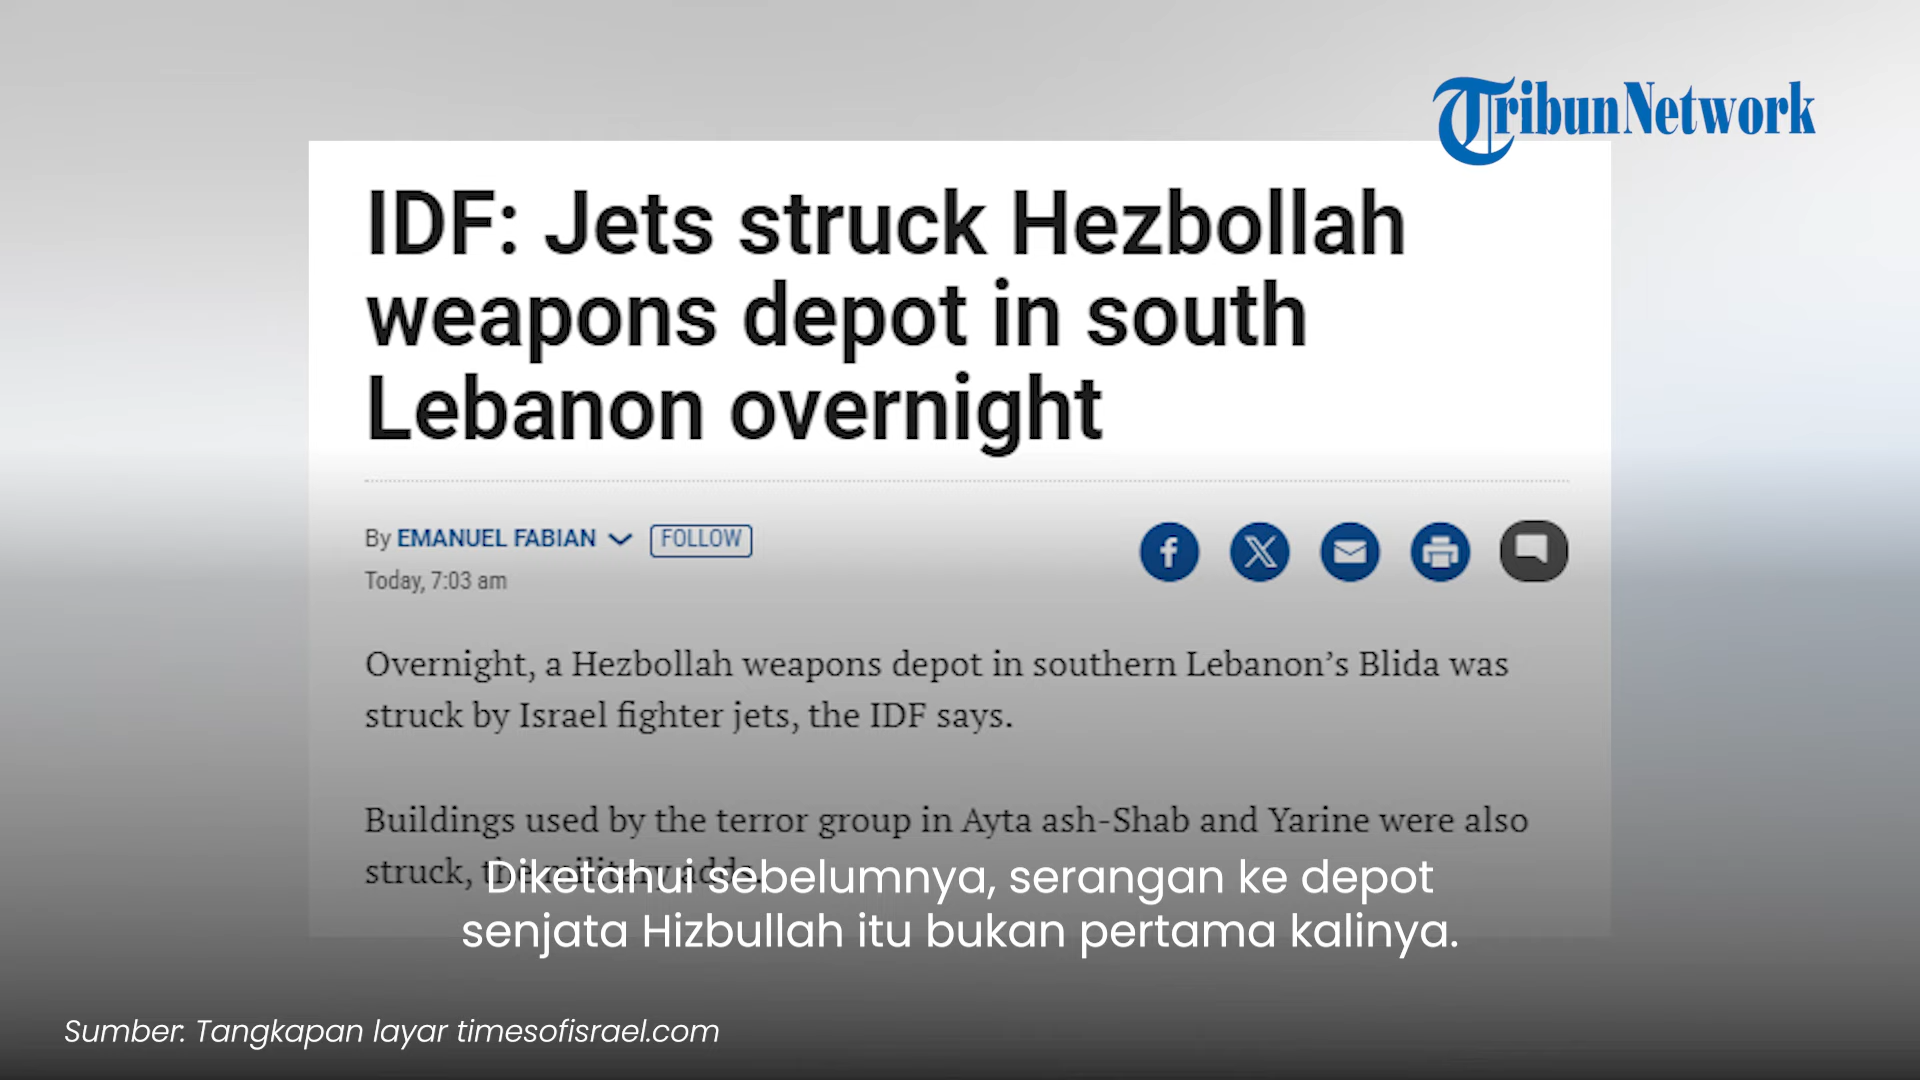 TribunNetwork
IDF: Jets struck Hezbollah
weapons depot in south
Lebanon overnight
By EMANUEL FABIAN FOLLOW
Today, 7:03 am
Overnight, a Hezbollah weapons depot in southern Lebanon’s Blida was
struck by Israel fighter jets, the IDF says.
Buildings used by the terror group in Ayta ash-Shab and Yarine were also
struck, the military adds.
Diketahui sebelumnya, serangan ke depot
senjata Hizbullah itu bukan pertama kalinya.
Sumber: Tangkapan layar timesofisrael.com